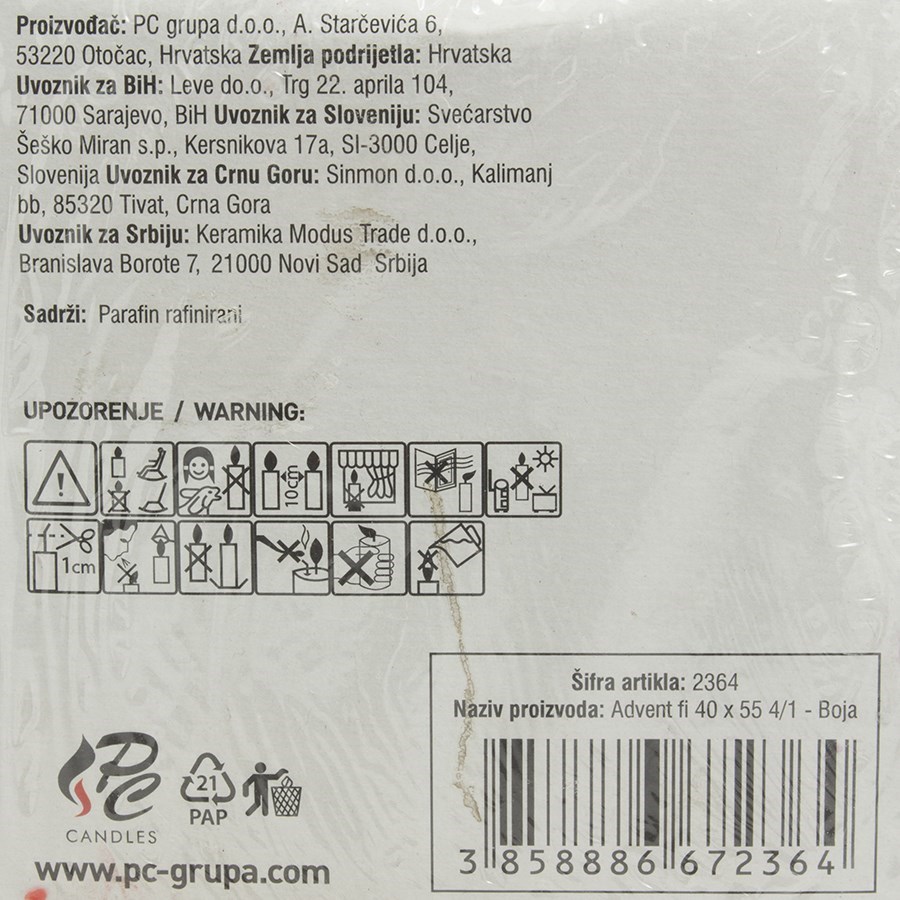 Proizvođač: PC grupa d.o.o., A. Starčevića 6,
53220 Otočac, Hrvatska Zemlja podrijetla: Hrvatska
Uvoznik za BiH: Leve do.o., Trg 22. aprila 104,
71000 Sarajevo, BiH Uvoznik za Sloveniju: Svećarstvo
Šeško Miran s.p., Kersnikova 17a, SI-3000 Celje,
Slovenija Uvoznik za Crnu Goru: Sinmon d.o.o., Kalimanj
bb, 85320 Tivat, Crna Gora
Uvoznik za Srbiju: Keramika Modus Trade d.o.o.,
Branislava Borote 7, 21000 Novi Sad Srbija
Sadrži: Parafin rafinirani
UPOZORENJE / WARNING:
10cm
1cm
Šifra artikla: 2364
Naziv proizvoda: Advent fi 40 x 55 4/1 - Boja
3 858886 672364
PC
CANDLES
21
PAP
www.pc-grupa.com